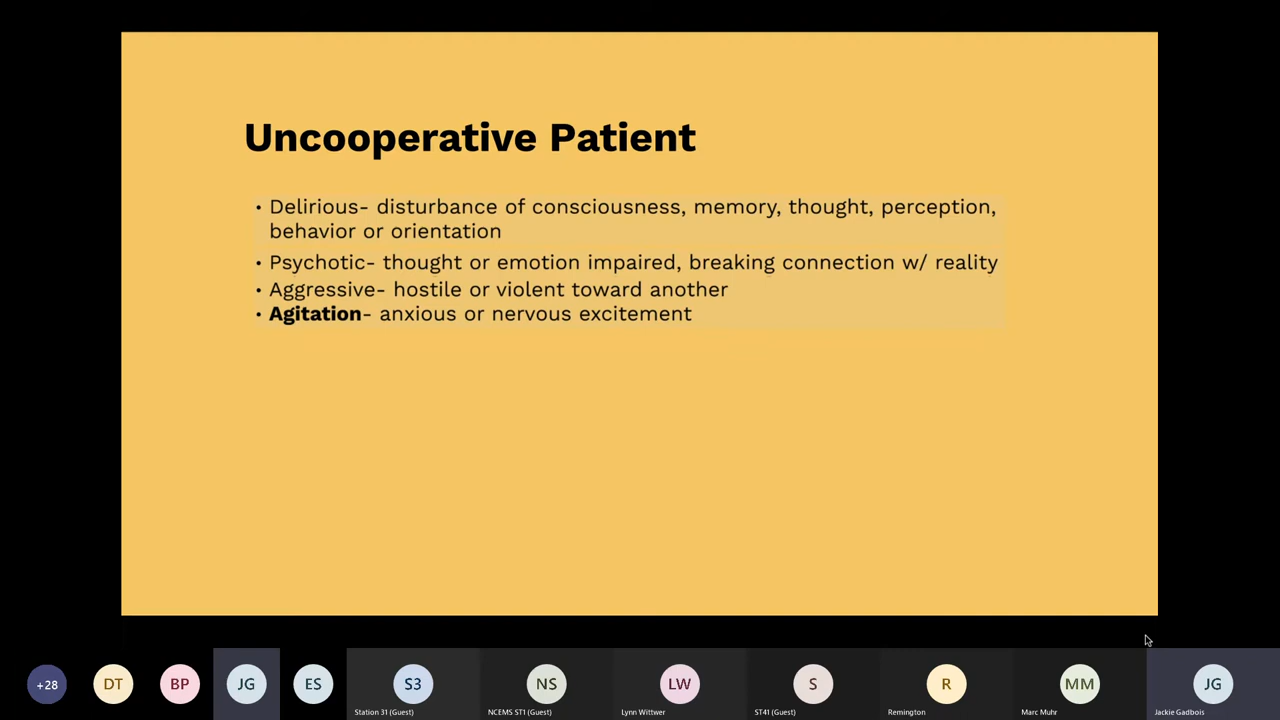 Uncooperative Patient
• Delirious- disturbance of consciousness, memory, thought, perception,
behavior or orientation
• Psychotic- thought or emotion impaired, breaking connection w/ reality
• Aggressive- hostile or violent toward another
• Agitation- anxious or nervous excitement
+28
DT
BP
JG
ES
S3
NS
LW
S
R
MM
JG
Station 31 (Guest)
NCEMS ST1 (Guest)
Lynn Wittwer
ST41 (Guest)
Remington
Marc Muhr
Jackie Gadbois